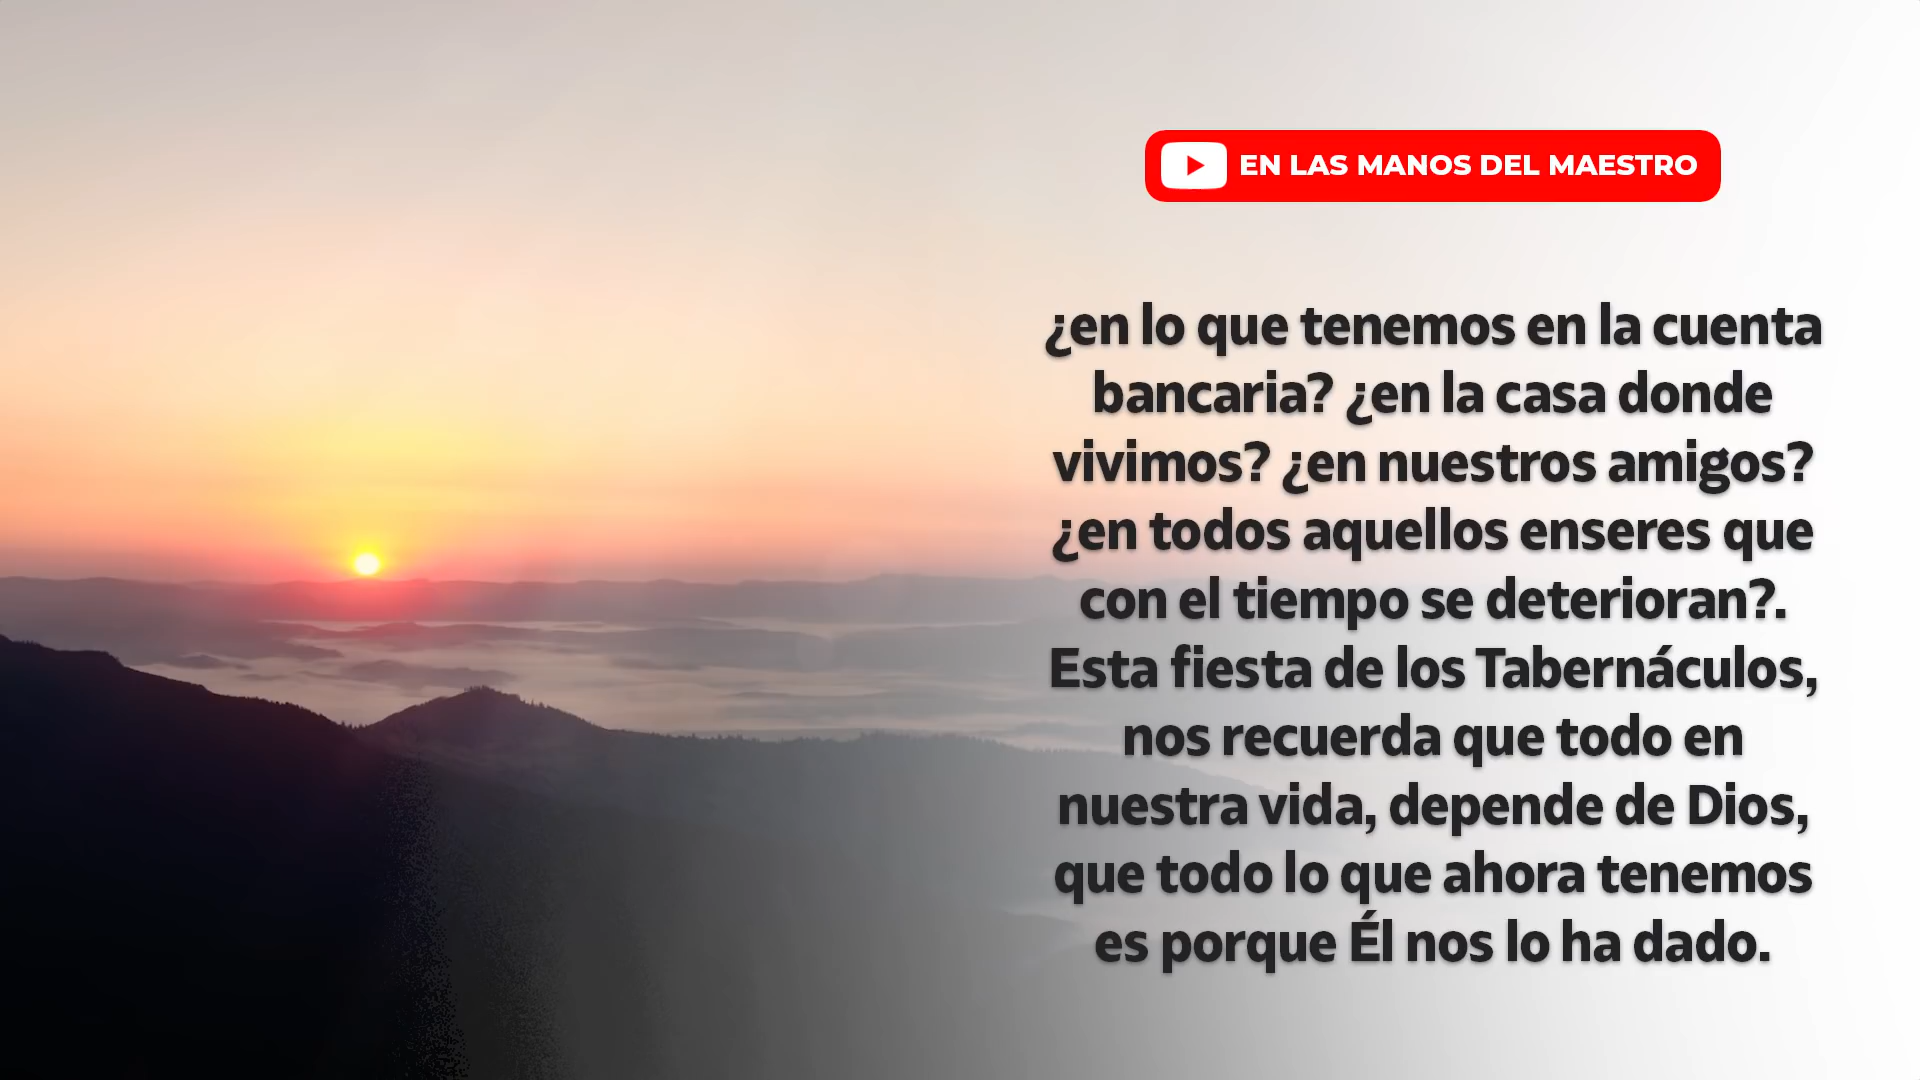 EN LAS MANOS DEL MAESTRO
¿en lo que tenemos en la cuenta
bancaria? ¿en la casa donde
vivimos? ¿en nuestros amigos?
¿en todos aquellos enseres que
con el tiempo se deterioran?.
Esta fiesta de los Tabernáculos,
nos recuerda que todo en
nuestra vida, depende de Dios,
que todo lo que ahora tenemos
es porque Él nos lo ha dado.